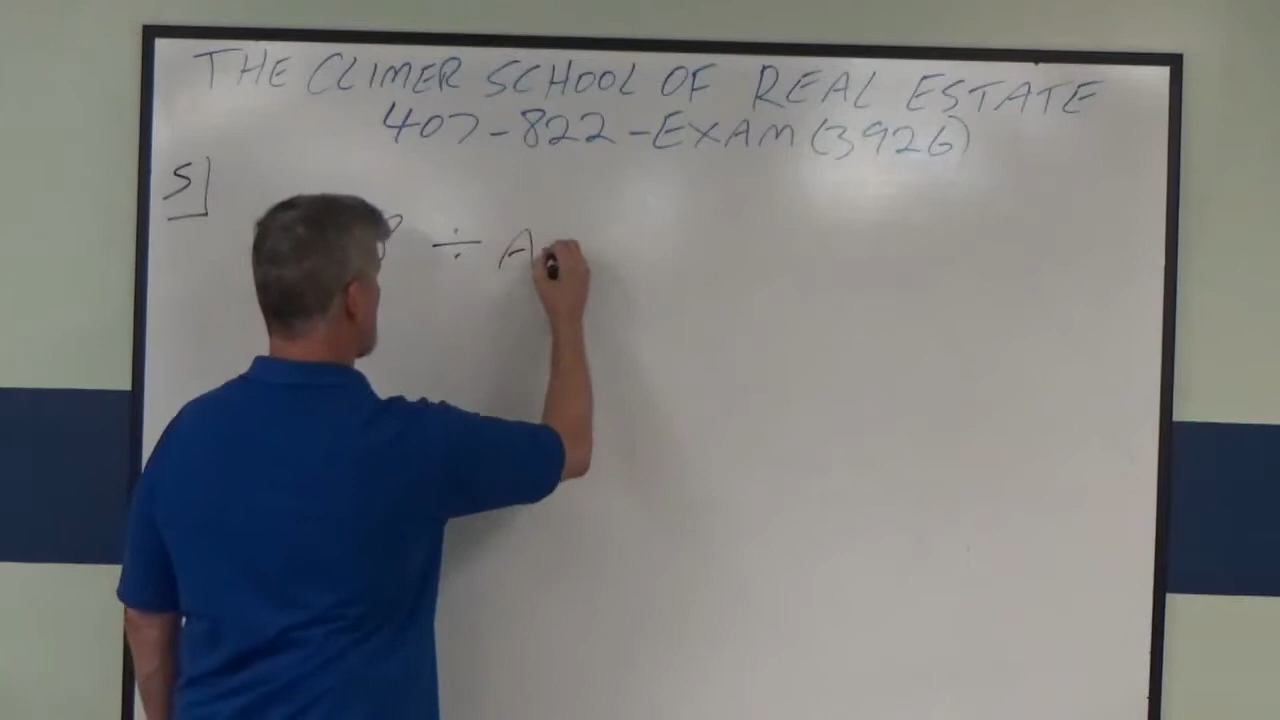 THE CLIMER SCHOOL OF REAL ESTATE
407-822-EXAM(3926)
5
÷ A